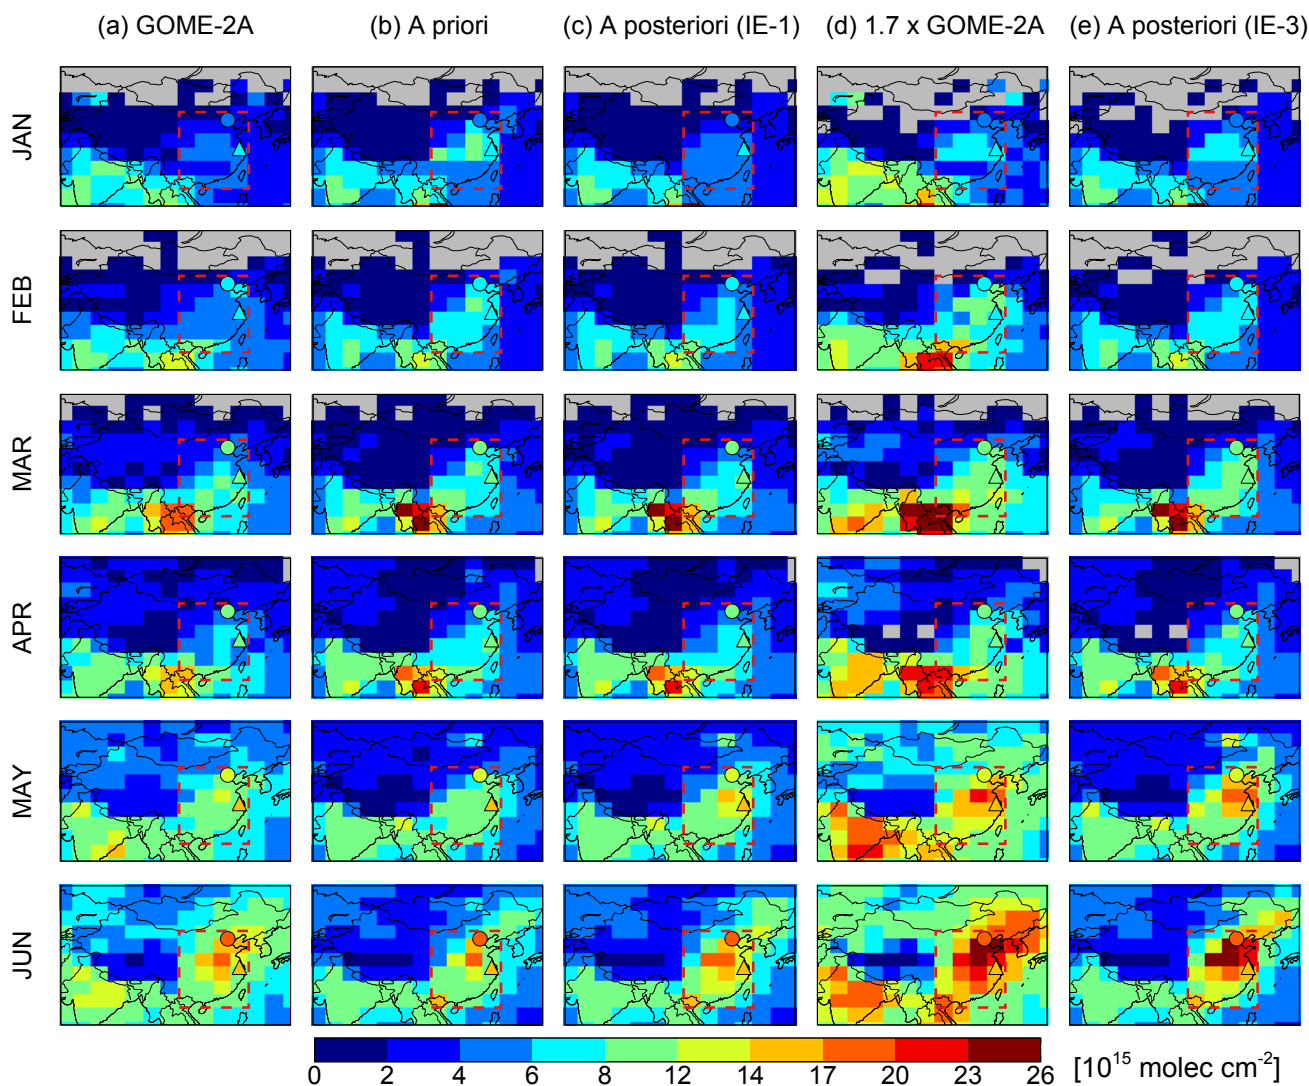 (a) GOME-2A (b) A priori (c) A posteriori (IE-1) (d) 1.7 x GOME-2A (e) A posteriori (IE-3)
JAN
FEB
MAR
APR
MAY
JUN
0 2 4 6 8 10 12 14 17 20 23 26 [10¹⁵ molec cm⁻²]